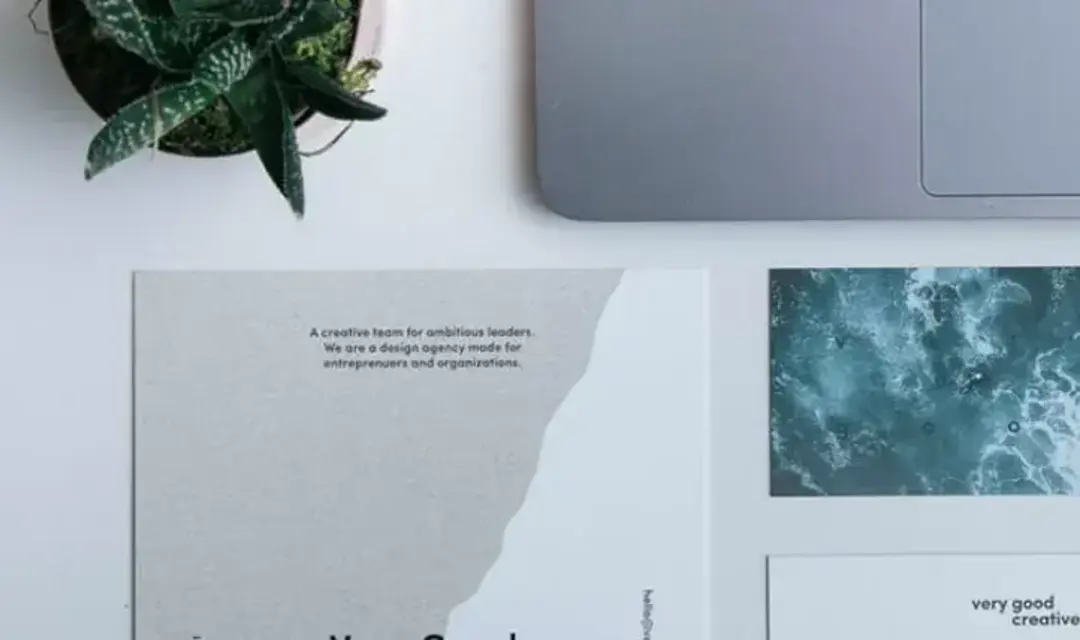 A creative team for ambitious leaders.
We are a design agency made for
entreprenuers and organizations.
very good
creative